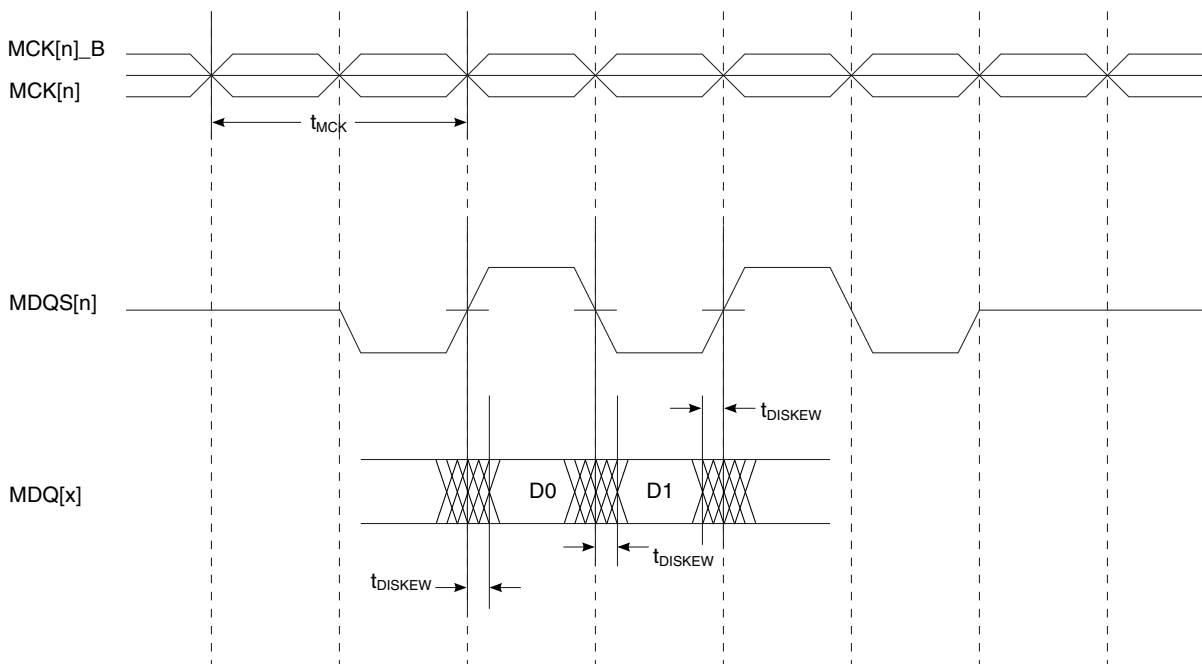 MCK[n]_B
MCK[n]
tMCK
MDQS[n]
tDISKEW
MDQ[x]
D0
D1
tDISKEW
tDISKEW